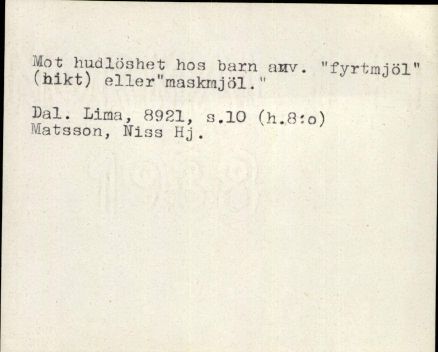 Mot hudlöshet hos barn anv. "fyrtmjöl"
(hikt) eller"maskmjöl."
Dal. Lima, 8921, s.10 (h.8:o)
Matsson, Niss Hj.